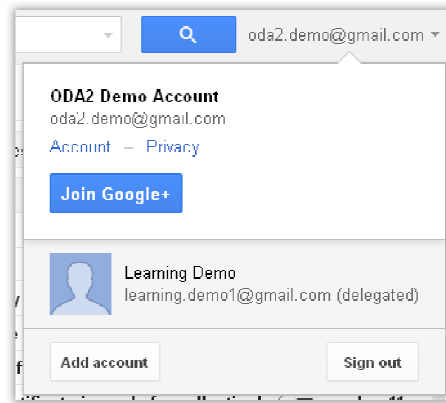 oda2.demo@gmail.com
ODA2 Demo Account
oda2.demo@gmail.com
Account – Privacy
Join Google+
Learning Demo
learning.demo1@gmail.com (delegated)
Add account
Sign out